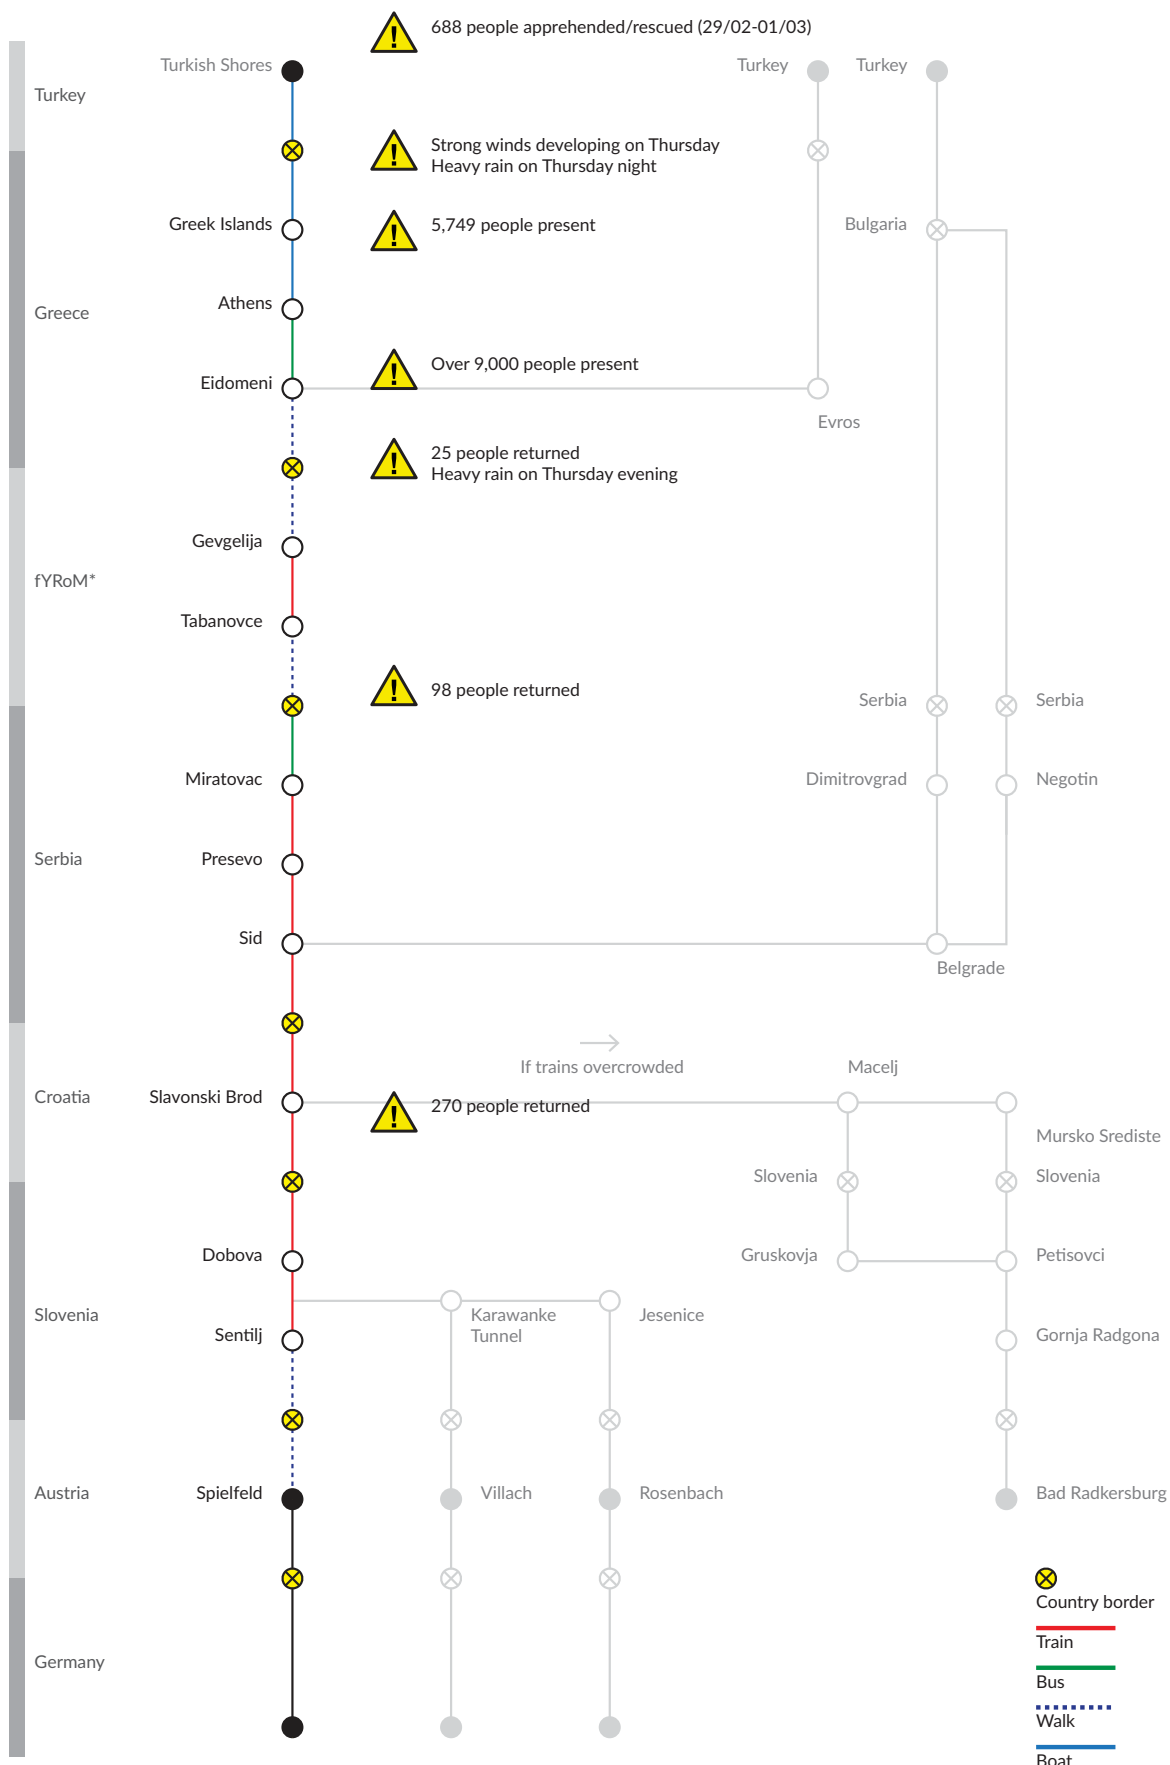 688 people apprehended/rescued (29/02-01/03)
Turkish Shores
Turkey
Turkey
Turkey
Strong winds developing on Thursday
Heavy rain on Thursday night
Greek Islands
5,749 people present
Bulgaria
Athens
Greece
Over 9,000 people present
Eidomeni
Evros
25 people returned
Heavy rain on Thursday evening
Gevgelija
fYRoM*
Tabanovce
98 people returned
Serbia
Serbia
Miratovac
Dimitrovgrad
Negotin
Serbia
Presevo
Sid
Belgrade
If trains overcrowded
Macelj
Croatia
Slavonski Brod
270 people returned
Mursko Srediste
Slovenia
Slovenia
Dobova
Gruskovja
Petisovci
Slovenia
Karawanke
Tunnel
Jesenice
Sentilj
Gornja Radgona
Austria
Spielfeld
Villach
Rosenbach
Bad Radkersburg
Country border
Train
Germany
Bus
Walk
Boat